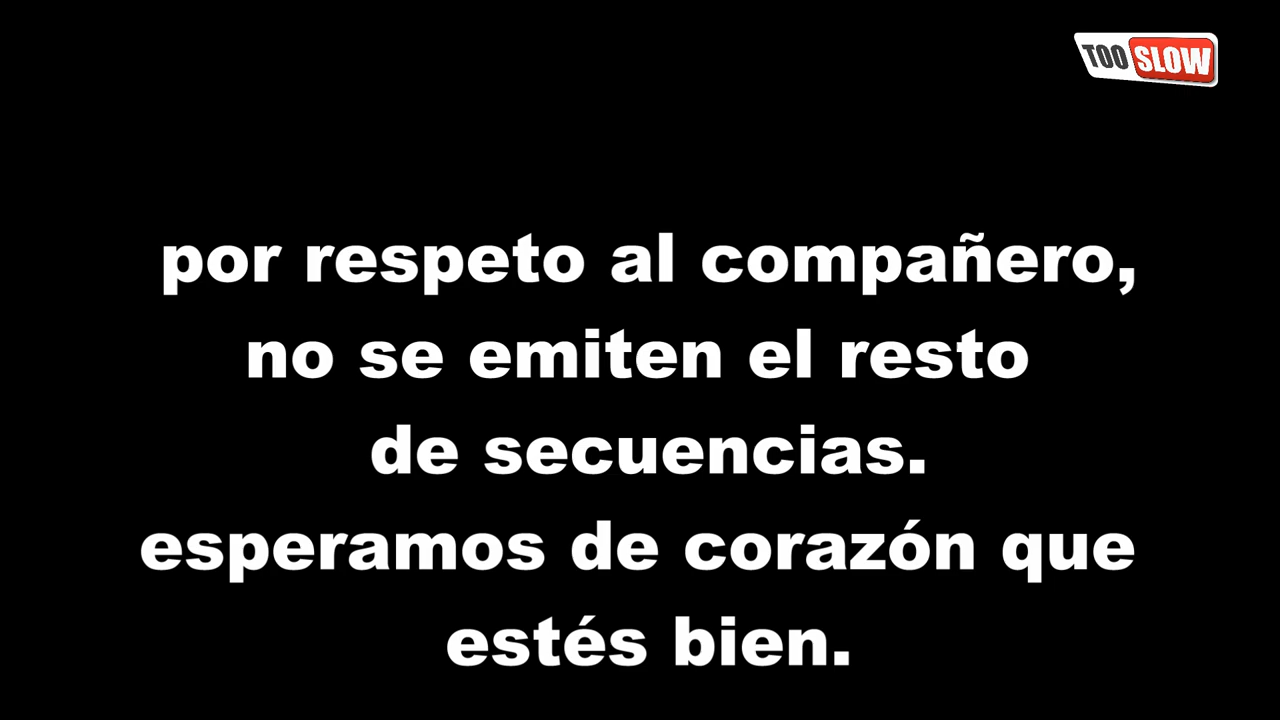 TOO SLOW
por respeto al compañero,
no se emiten el resto
de secuencias.
esperamos de corazón que
estés bien.